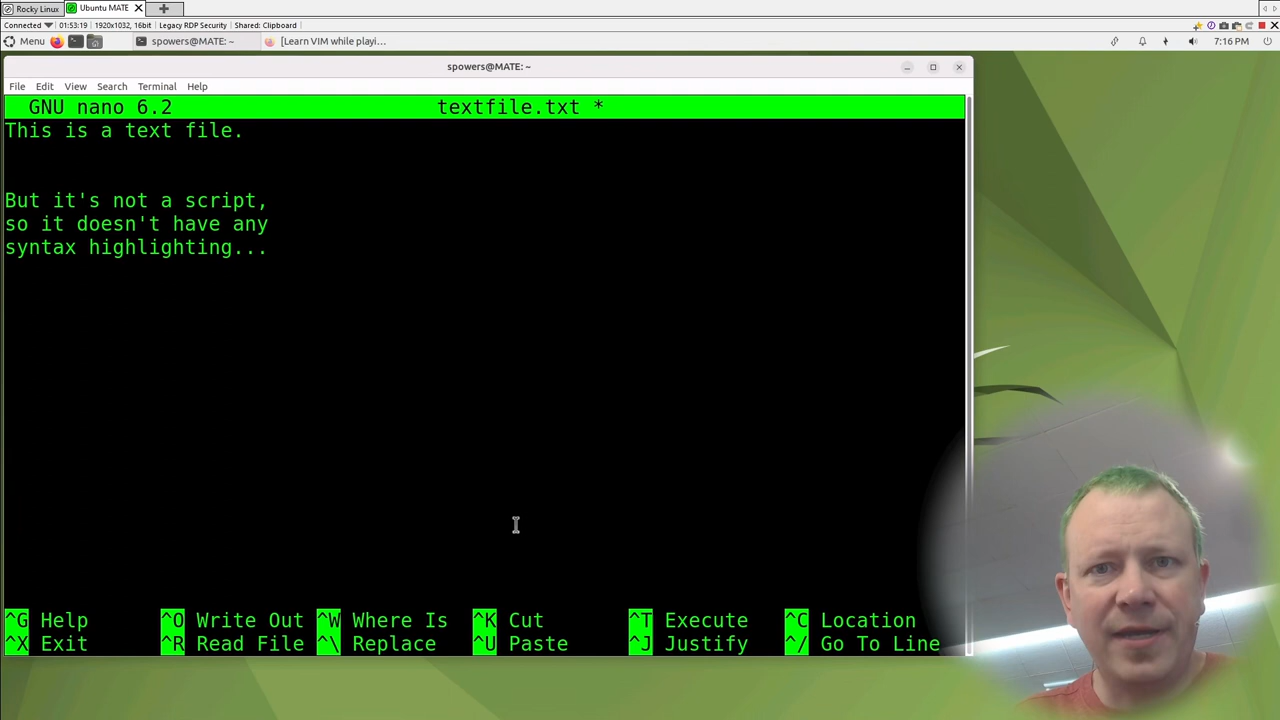 Rocky Linux Ubuntu MATE
Connected 01:53:19 1920x1032, 16bit Legacy RDP Security Shared: Clipboard
Menu spowers@MATE: ~ [Learn VIM while playi... 7:16 PM
spowers@MATE: ~
File Edit View Search Terminal Help
GNU nano 6.2 textfile.txt *
This is a text file.
But it's not a script,
so it doesn't have any
syntax highlighting...
^G Help ^O Write Out ^W Where Is ^K Cut ^T Execute ^C Location
^X Exit ^R Read File ^\ Replace ^U Paste ^J Justify ^/ Go To Line